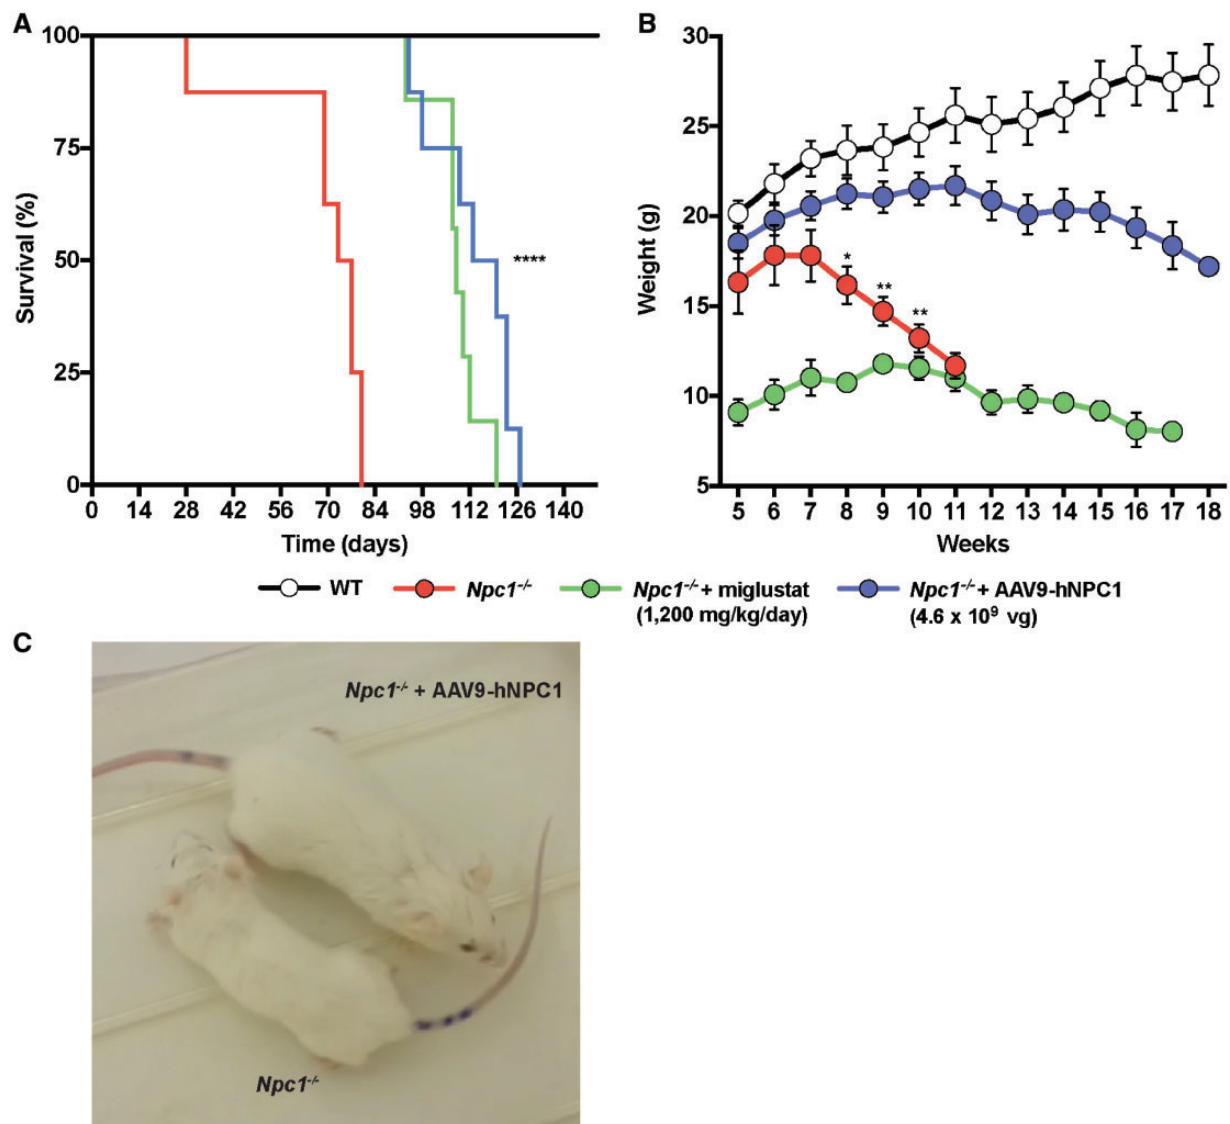 A
Survival (%)
100
75
50
25
0
****
0 14 28 42 56 70 84 98 112 126 140
Time (days)
B
Weight (g)
30
25
20
15
10
5
* ** **
5 6 7 8 9 10 11 12 13 14 15 16 17 18
Weeks
WT
Npc1-/-
Npc1-/- + miglustat
(1,200 mg/kg/day)
Npc1-/- + AAV9-hNPC1
(4.6 x 10⁹ vg)
C
Npc1-/- + AAV9-hNPC1
Npc1-/-